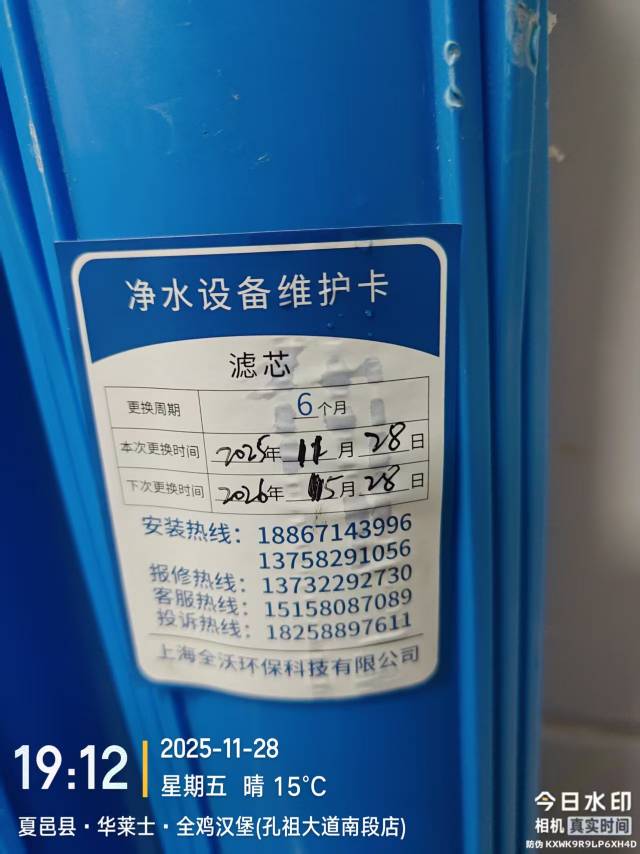 净水设备维护卡
滤芯
更换周期 6个月
本次更换时间 2025年 11月 28日
下次更换时间 2026年 5月 28日
安装热线：18867143996
13758291056
报修热线：13732292730
客服热线：15158087089
投诉热线：18258897611
上海全沃环保科技有限公司
19:12
2025-11-28
星期五 晴 15℃
夏邑县·华莱士·全鸡汉堡(孔祖大道南段店)
今日水印
相机 真实时间
防伪 KXWK9R9LP6XH4D